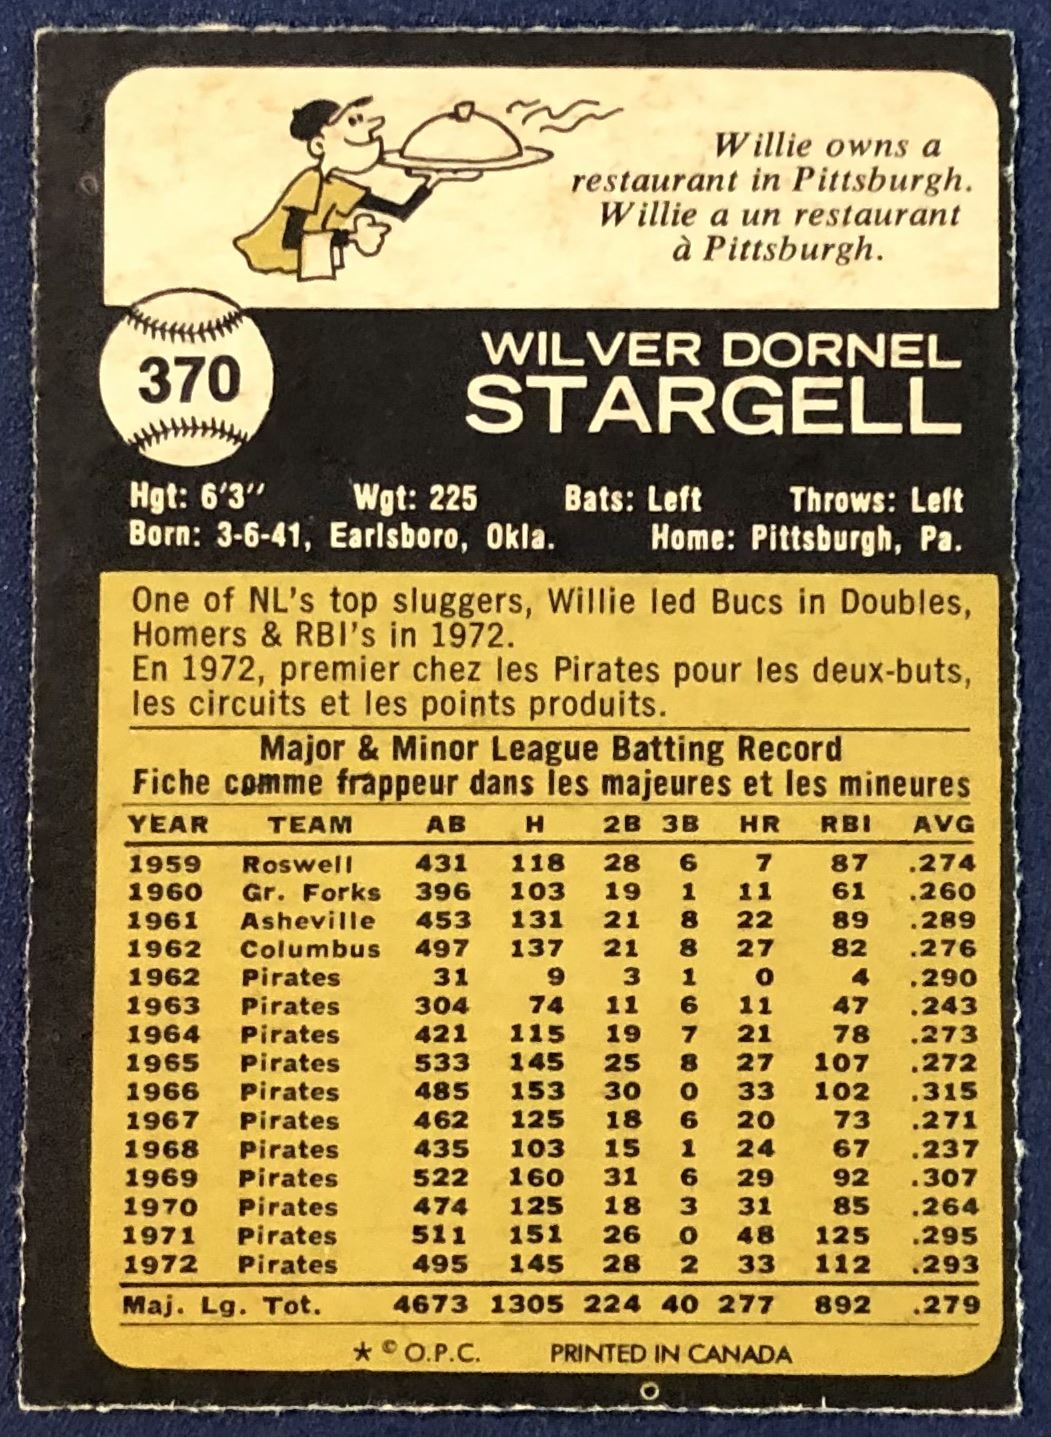 Willie owns a
restaurant in Pittsburgh.
Willie a un restaurant
à Pittsburgh.
370
WILVER DORNEL
STARGELL
Hgt: 6'3" Wgt: 225 Bats: Left Throws: Left
Born: 3-6-41, Earlsboro, Okla. Home: Pittsburgh, Pa.
One of NL's top sluggers, Willie led Bucs in Doubles,
Homers & RBI's in 1972.
En 1972, premier chez les Pirates pour les deux-buts,
les circuits et les points produits.
Major & Minor League Batting Record
Fiche comme frappeur dans les majeures et les mineures
YEAR TEAM AB H 2B 3B HR RBI AVG
1959 Roswell 431 118 28 6 7 87 .274
1960 Gr. Forks 396 103 19 1 11 61 .260
1961 Asheville 453 131 21 8 22 89 .289
1962 Columbus 497 137 21 8 27 82 .276
1962 Pirates 31 9 3 1 0 4 .290
1963 Pirates 304 74 11 6 11 47 .243
1964 Pirates 421 115 19 7 21 78 .273
1965 Pirates 533 145 25 8 27 107 .272
1966 Pirates 485 153 30 0 33 102 .315
1967 Pirates 462 125 18 6 20 73 .271
1968 Pirates 435 103 15 1 24 67 .237
1969 Pirates 522 160 31 6 29 92 .307
1970 Pirates 474 125 18 3 31 85 .264
1971 Pirates 511 151 26 0 48 125 .295
1972 Pirates 495 145 28 2 33 112 .293
Maj. Lg. Tot. 4673 1305 224 40 277 892 .279
* © O.P.C. PRINTED IN CANADA